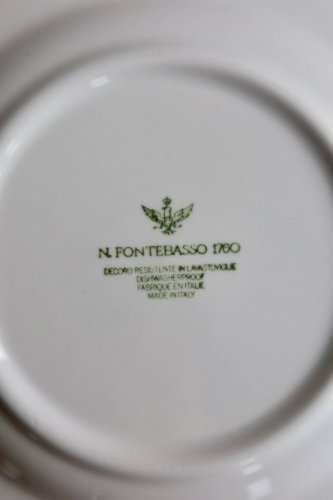 N. FONTEBASSO 1760
DECORO RESISTENTE IN LAVASTOVIGLIE
DISHWASHERPROOF
FABRIQUE EN ITALIE
MADE IN ITALY